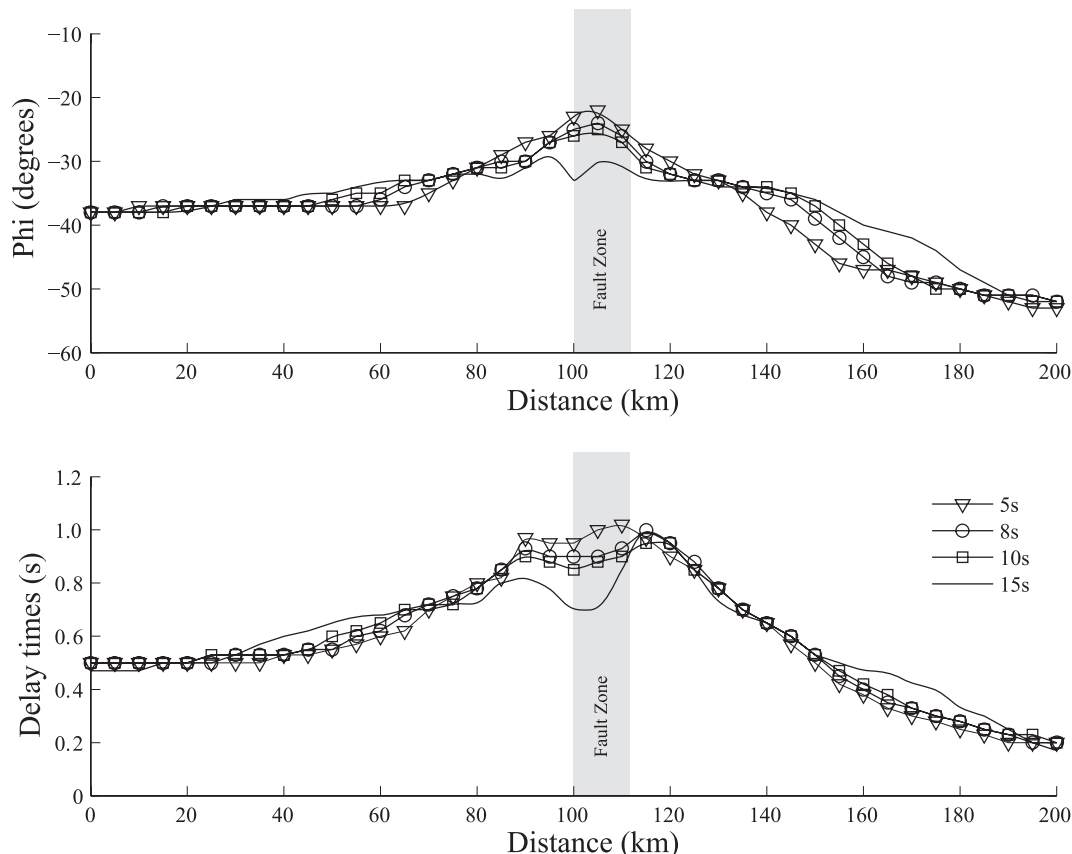 −10
−20
−30
−40
−50
−60
Phi (degrees)
Fault Zone
0 20 40 60 80 100 120 140 160 180 200
Distance (km)
1.2
1.0
0.8
0.6
0.4
0.2
0
Delay times (s)
Fault Zone
5s
8s
10s
15s
0 20 40 60 80 100 120 140 160 180 200
Distance (km)